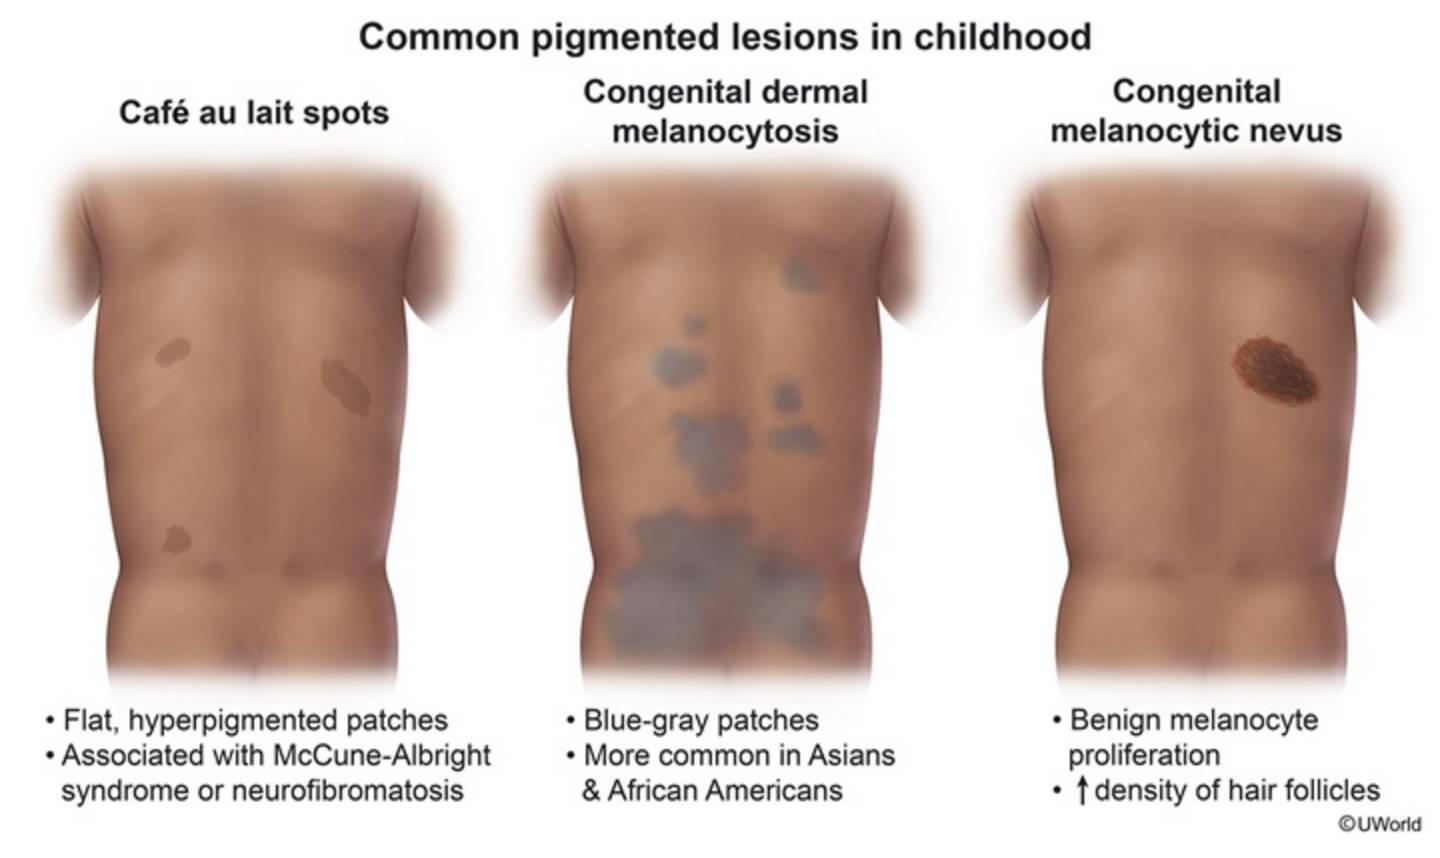 Common pigmented lesions in childhood
Café au lait spots
• Flat, hyperpigmented patches
• Associated with McCune-Albright
syndrome or neurofibromatosis
Congenital dermal
melanocytosis
• Blue-gray patches
• More common in Asians
& African Americans
Congenital
melanocytic nevus
• Benign melanocyte
proliferation
• ↑ density of hair follicles
©UWorld